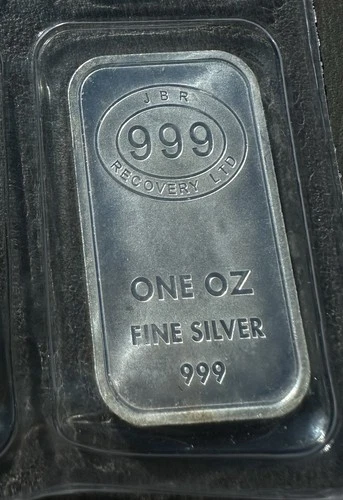 J B R
999
RECOVERY LTD
ONE OZ
FINE SILVER
999